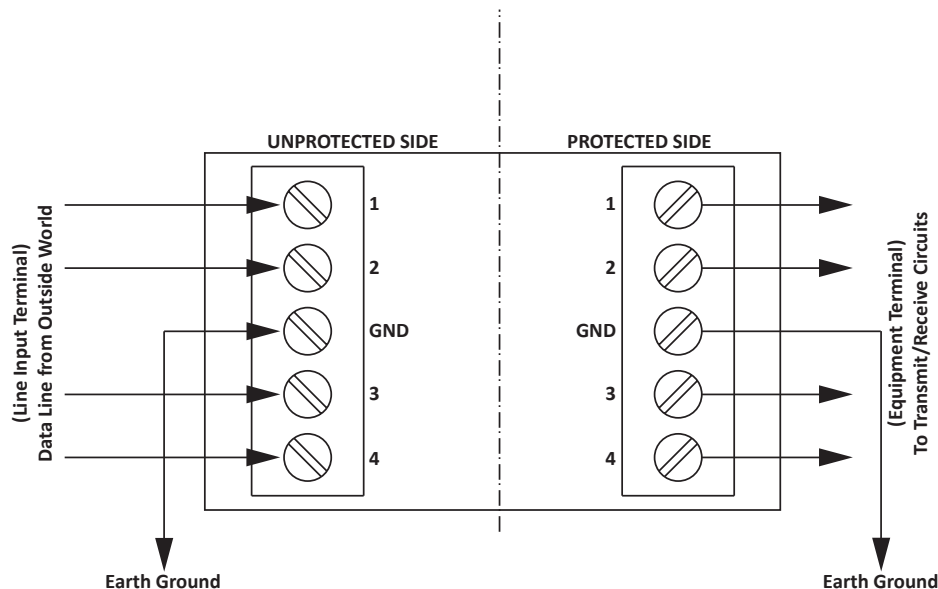 UNPROTECTED SIDE
PROTECTED SIDE
(Line Input Terminal)
Data Line from Outside World
1
2
GND
3
4
1
2
GND
3
4
(Equipment Terminal)
To Transmit/Receive Circuits
Earth Ground
Earth Ground